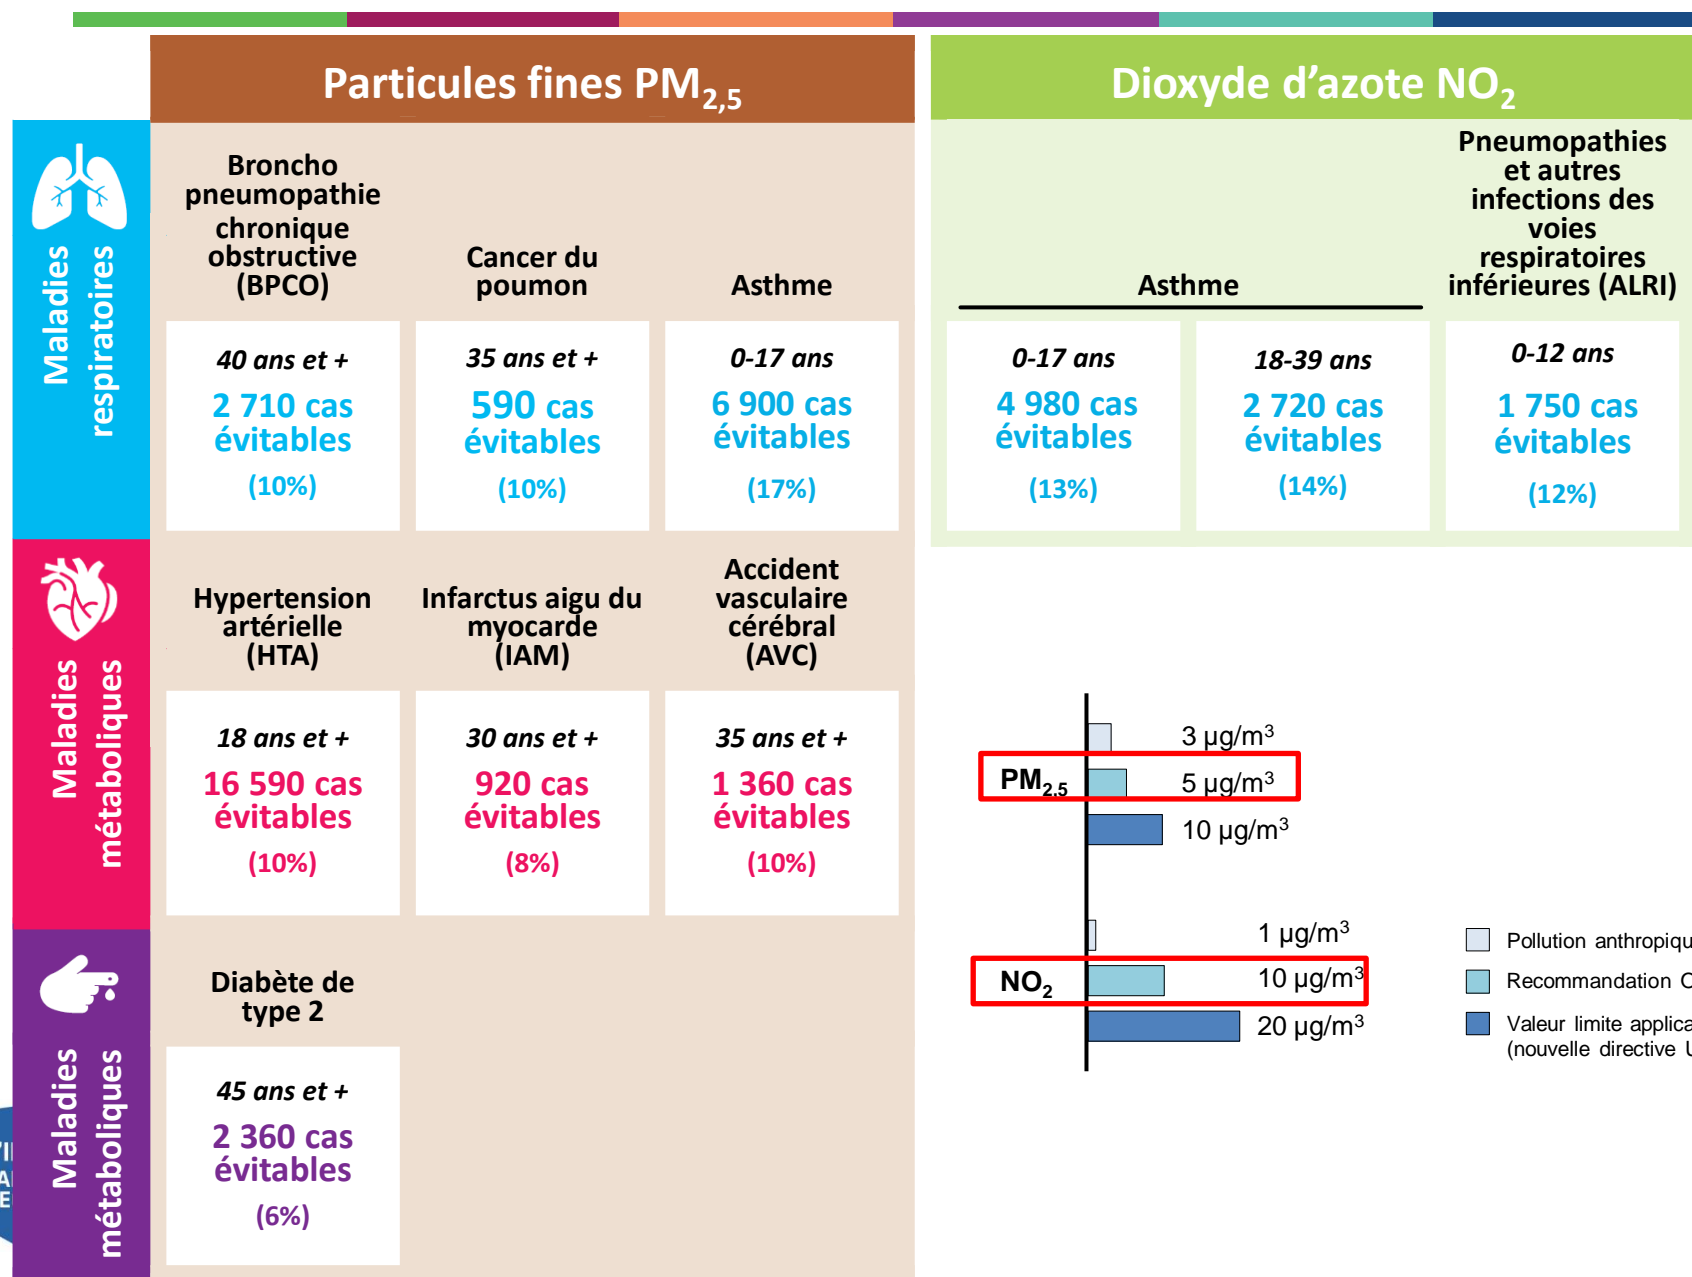 Particules fines PM2,5
Dioxyde d'azote NO2
Maladies
respiratoires
Broncho
pneumopathie
chronique
obstructive
(BPCO)
Cancer du
poumon
Asthme
Asthme
Pneumopathies
et autres
infections des
voies
respiratoires
inférieures (ALRI)
40 ans et +
2 710 cas
évitables
(10%)
35 ans et +
590 cas
évitables
(10%)
0-17 ans
6 900 cas
évitables
(17%)
0-17 ans
4 980 cas
évitables
(13%)
18-39 ans
2 720 cas
évitables
(14%)
0-12 ans
1 750 cas
évitables
(12%)
Maladies
métaboliques
Hypertension
artérielle
(HTA)
Infarctus aigu du
myocarde
(IAM)
Accident
vasculaire
cérébral
(AVC)
18 ans et +
16 590 cas
évitables
(10%)
30 ans et +
920 cas
évitables
(8%)
35 ans et +
1 360 cas
évitables
(10%)
Maladies
métaboliques
Diabète de
type 2
45 ans et +
2 360 cas
évitables
(6%)
3 µg/m³
PM2,5 5 µg/m³
10 µg/m³
1 µg/m³
NO2 10 µg/m³
20 µg/m³
Pollution
Recommandation
Valeur limite
(nouvelle directive